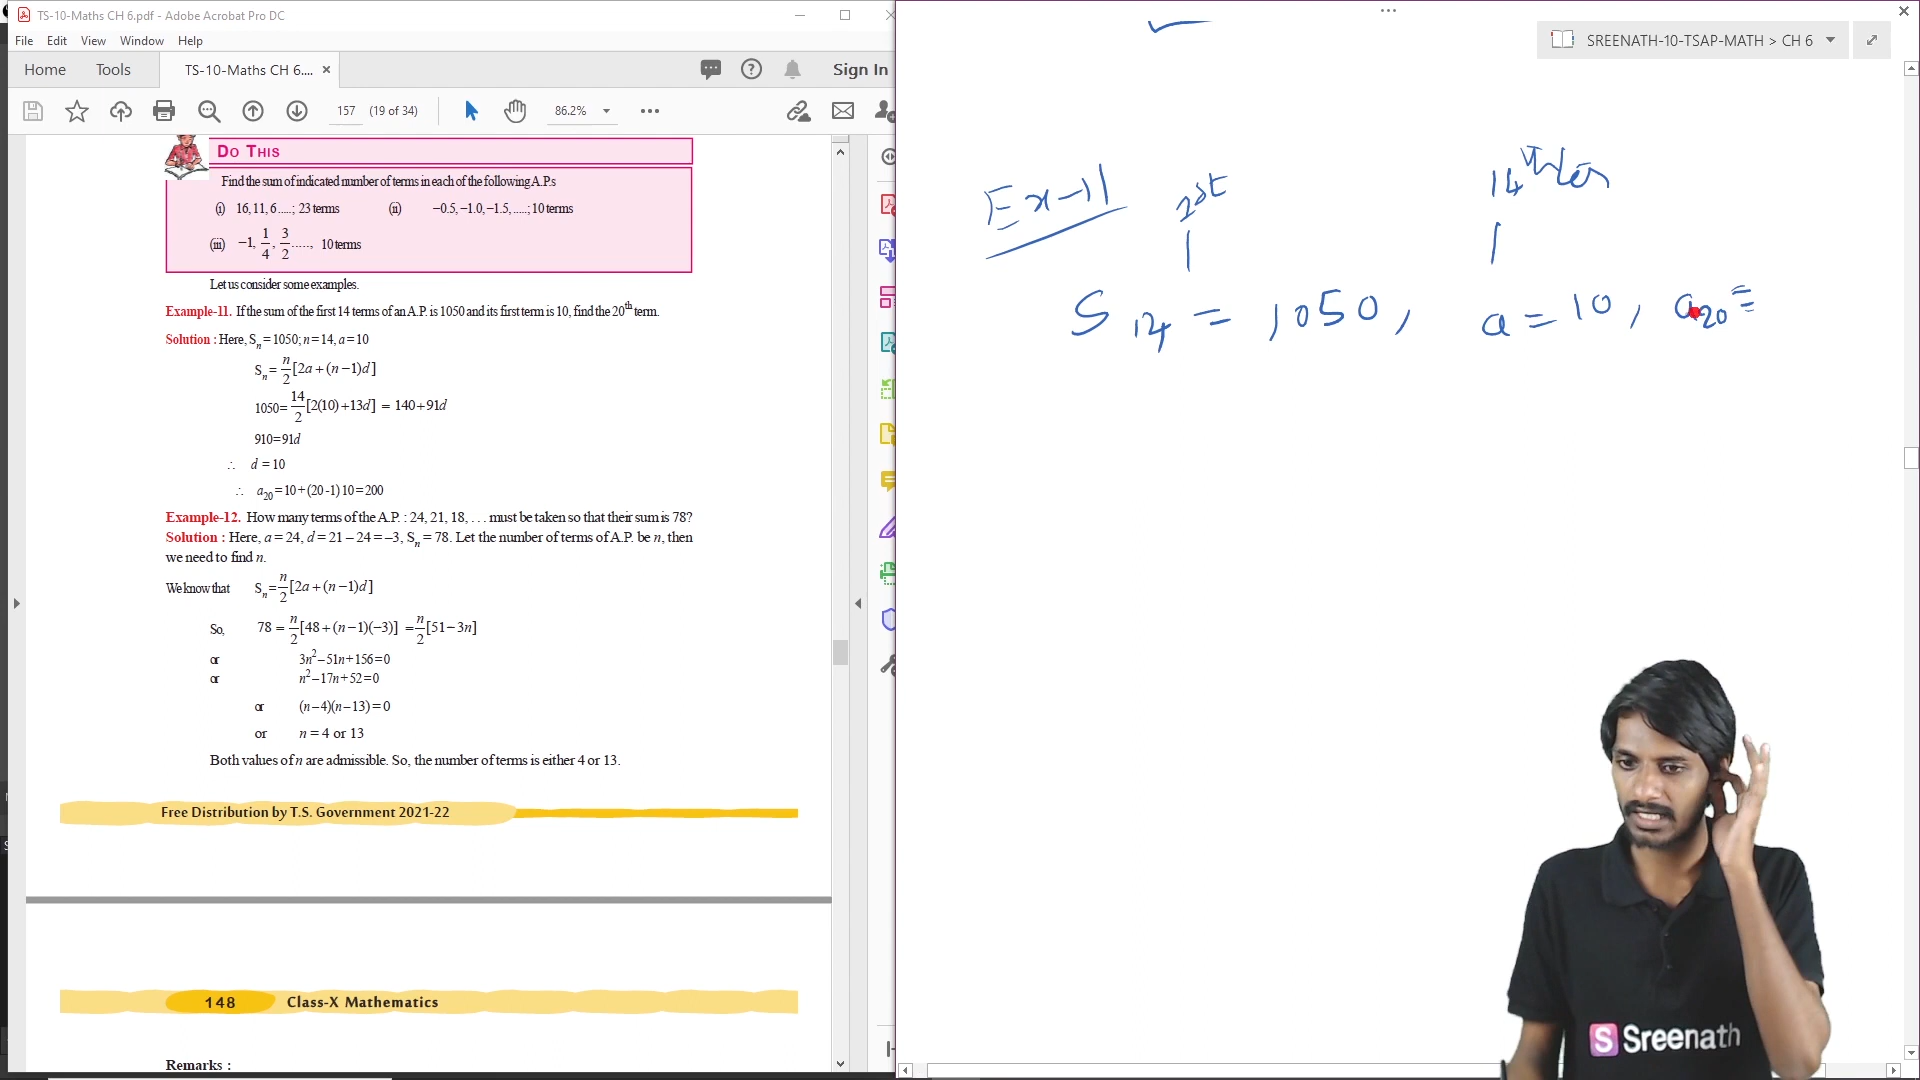 TS-10-Maths CH 6.pdf - Adobe Acrobat Pro DC
File Edit View Window Help
Home Tools TS-10-Maths CH 6.... × Sign In
157 (19 of 34) 86.2%
DO THIS
Find the sum of indicated number of terms in each of the following A.P.s
(i) 16, 11, 6 .....; 23 terms (ii) −0.5, −1.0, −1.5, .....; 10 terms
(iii) −1, 1/4, 3/2 ....., 10 terms
Let us consider some examples.
Example-11. If the sum of the first 14 terms of an A.P. is 1050 and its first term is 10, find the 20th term.
Solution : Here, Sn = 1050; n = 14, a = 10
Sn = n/2 [2a + (n − 1)d]
1050 = 14/2 [2(10) + 13d] = 140 + 91d
910 = 91d
∴ d = 10
∴ a20 = 10 + (20 -1) 10 = 200
Example-12. How many terms of the A.P. : 24, 21, 18, . . . must be taken so that their sum is 78?
Solution : Here, a = 24, d = 21 – 24 = –3, Sn = 78. Let the number of terms of A.P. be n, then
we need to find n.
We know that Sn = n/2 [2a + (n − 1)d]
So, 78 = n/2 [48 + (n − 1)(−3)] = n/2 [51 − 3n]
or 3n2 – 51n + 156 = 0
or n2 – 17n + 52 = 0
or (n – 4)(n – 13) = 0
or n = 4 or 13
Both values of n are admissible. So, the number of terms is either 4 or 13.
Free Distribution by T.S. Government 2021-22
148 Class-X Mathematics
Remarks :
SREENATH-10-TSAP-MATH > CH 6
Ex-11
14th
S14 = 1050, a = 10, a20 =
S Sreenath